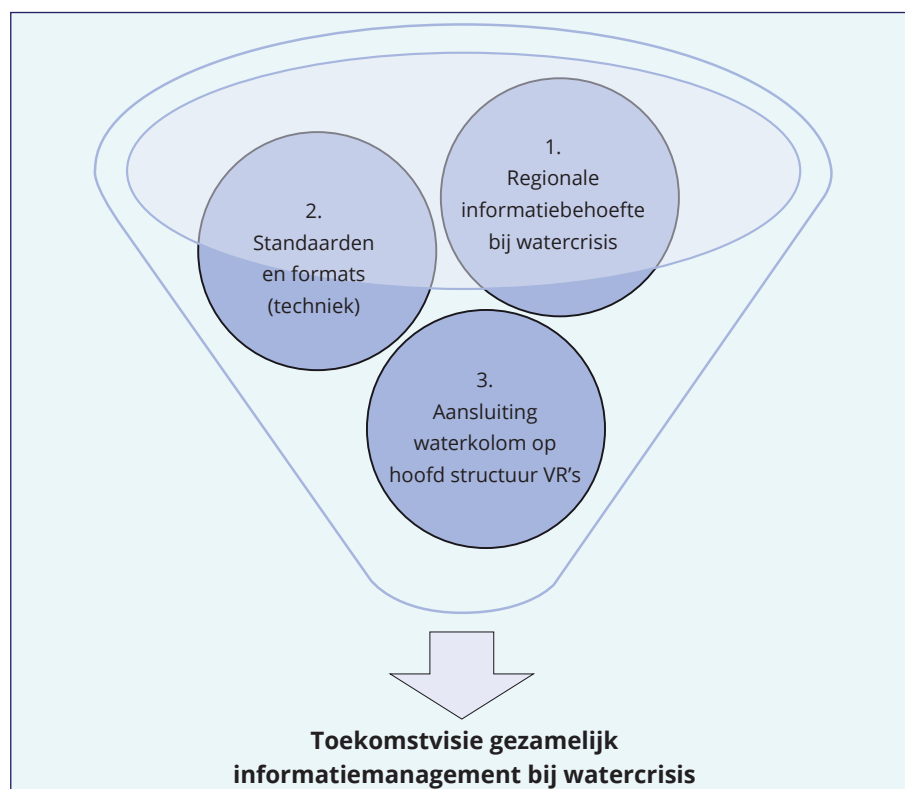 1.
Regionale
informatiebehoefte
bij watercrisis
2.
Standaarden
en formats
(techniek)
3.
Aansluiting
waterkolom op
hoofd structuur VR’s
Toekomstvisie gezamelijk
informatiemanagement bij watercrisis